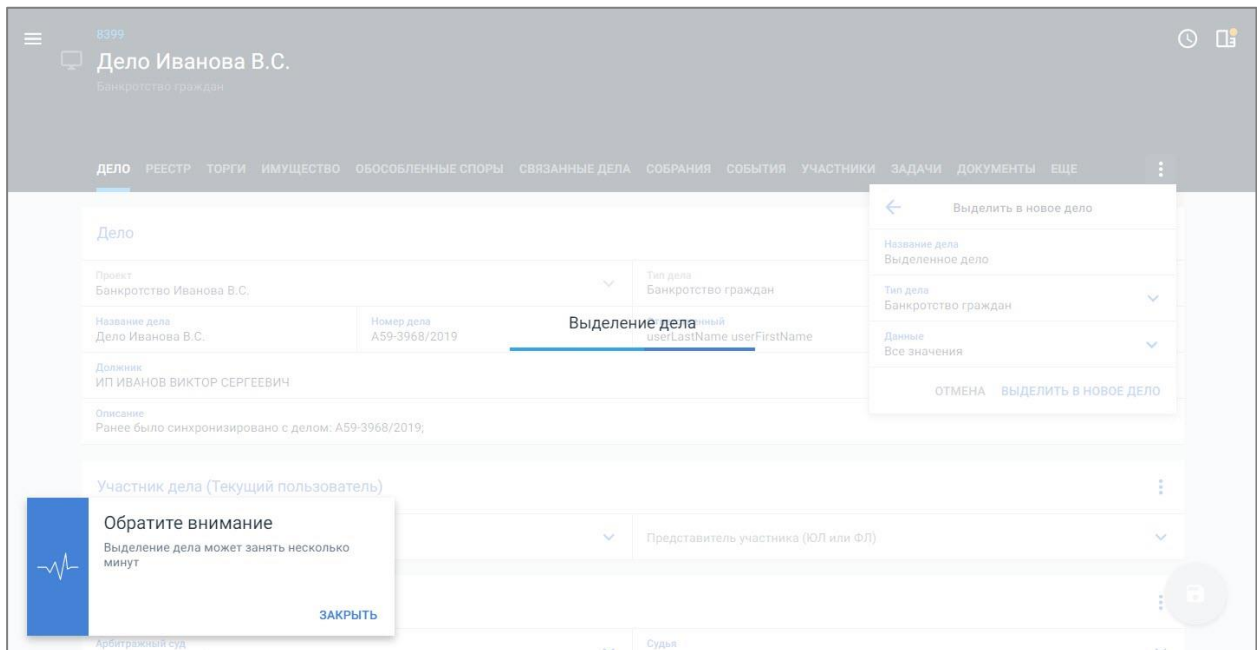 8399
Дело Иванова В.С.
Банкротство граждан
ДЕЛО РЕЕСТР ТОРГИ ИМУЩЕСТВО ОБОСОБЛЕННЫЕ СПОРЫ СВЯЗАННЫЕ ДЕЛА СОБРАНИЯ СОБЫТИЯ УЧАСТНИКИ ЗАДАЧИ ДОКУМЕНТЫ ЕЩЕ
Выделить в новое дело
Название дела
Выделенное дело
Тип дела
Банкротство граждан
Данные
Все значения
ОТМЕНА ВЫДЕЛИТЬ В НОВОЕ ДЕЛО
Дело
Проект
Банкротство Иванова В.С.
Тип дела
Банкротство граждан
Название дела
Дело Иванова В.С.
Номер дела
А59-3968/2019
Выделение дела
userLastName userFirstName
Должник
ИП ИВАНОВ ВИКТОР СЕРГЕЕВИЧ
Описание
Ранее было синхронизировано с делом: А59-3968/2019;
Участник дела (Текущий пользователь)
Представитель участника (ЮЛ или ФЛ)
Обратите внимание
Выделение дела может занять несколько
минут
ЗАКРЫТЬ
Арбитражный суд
Судья